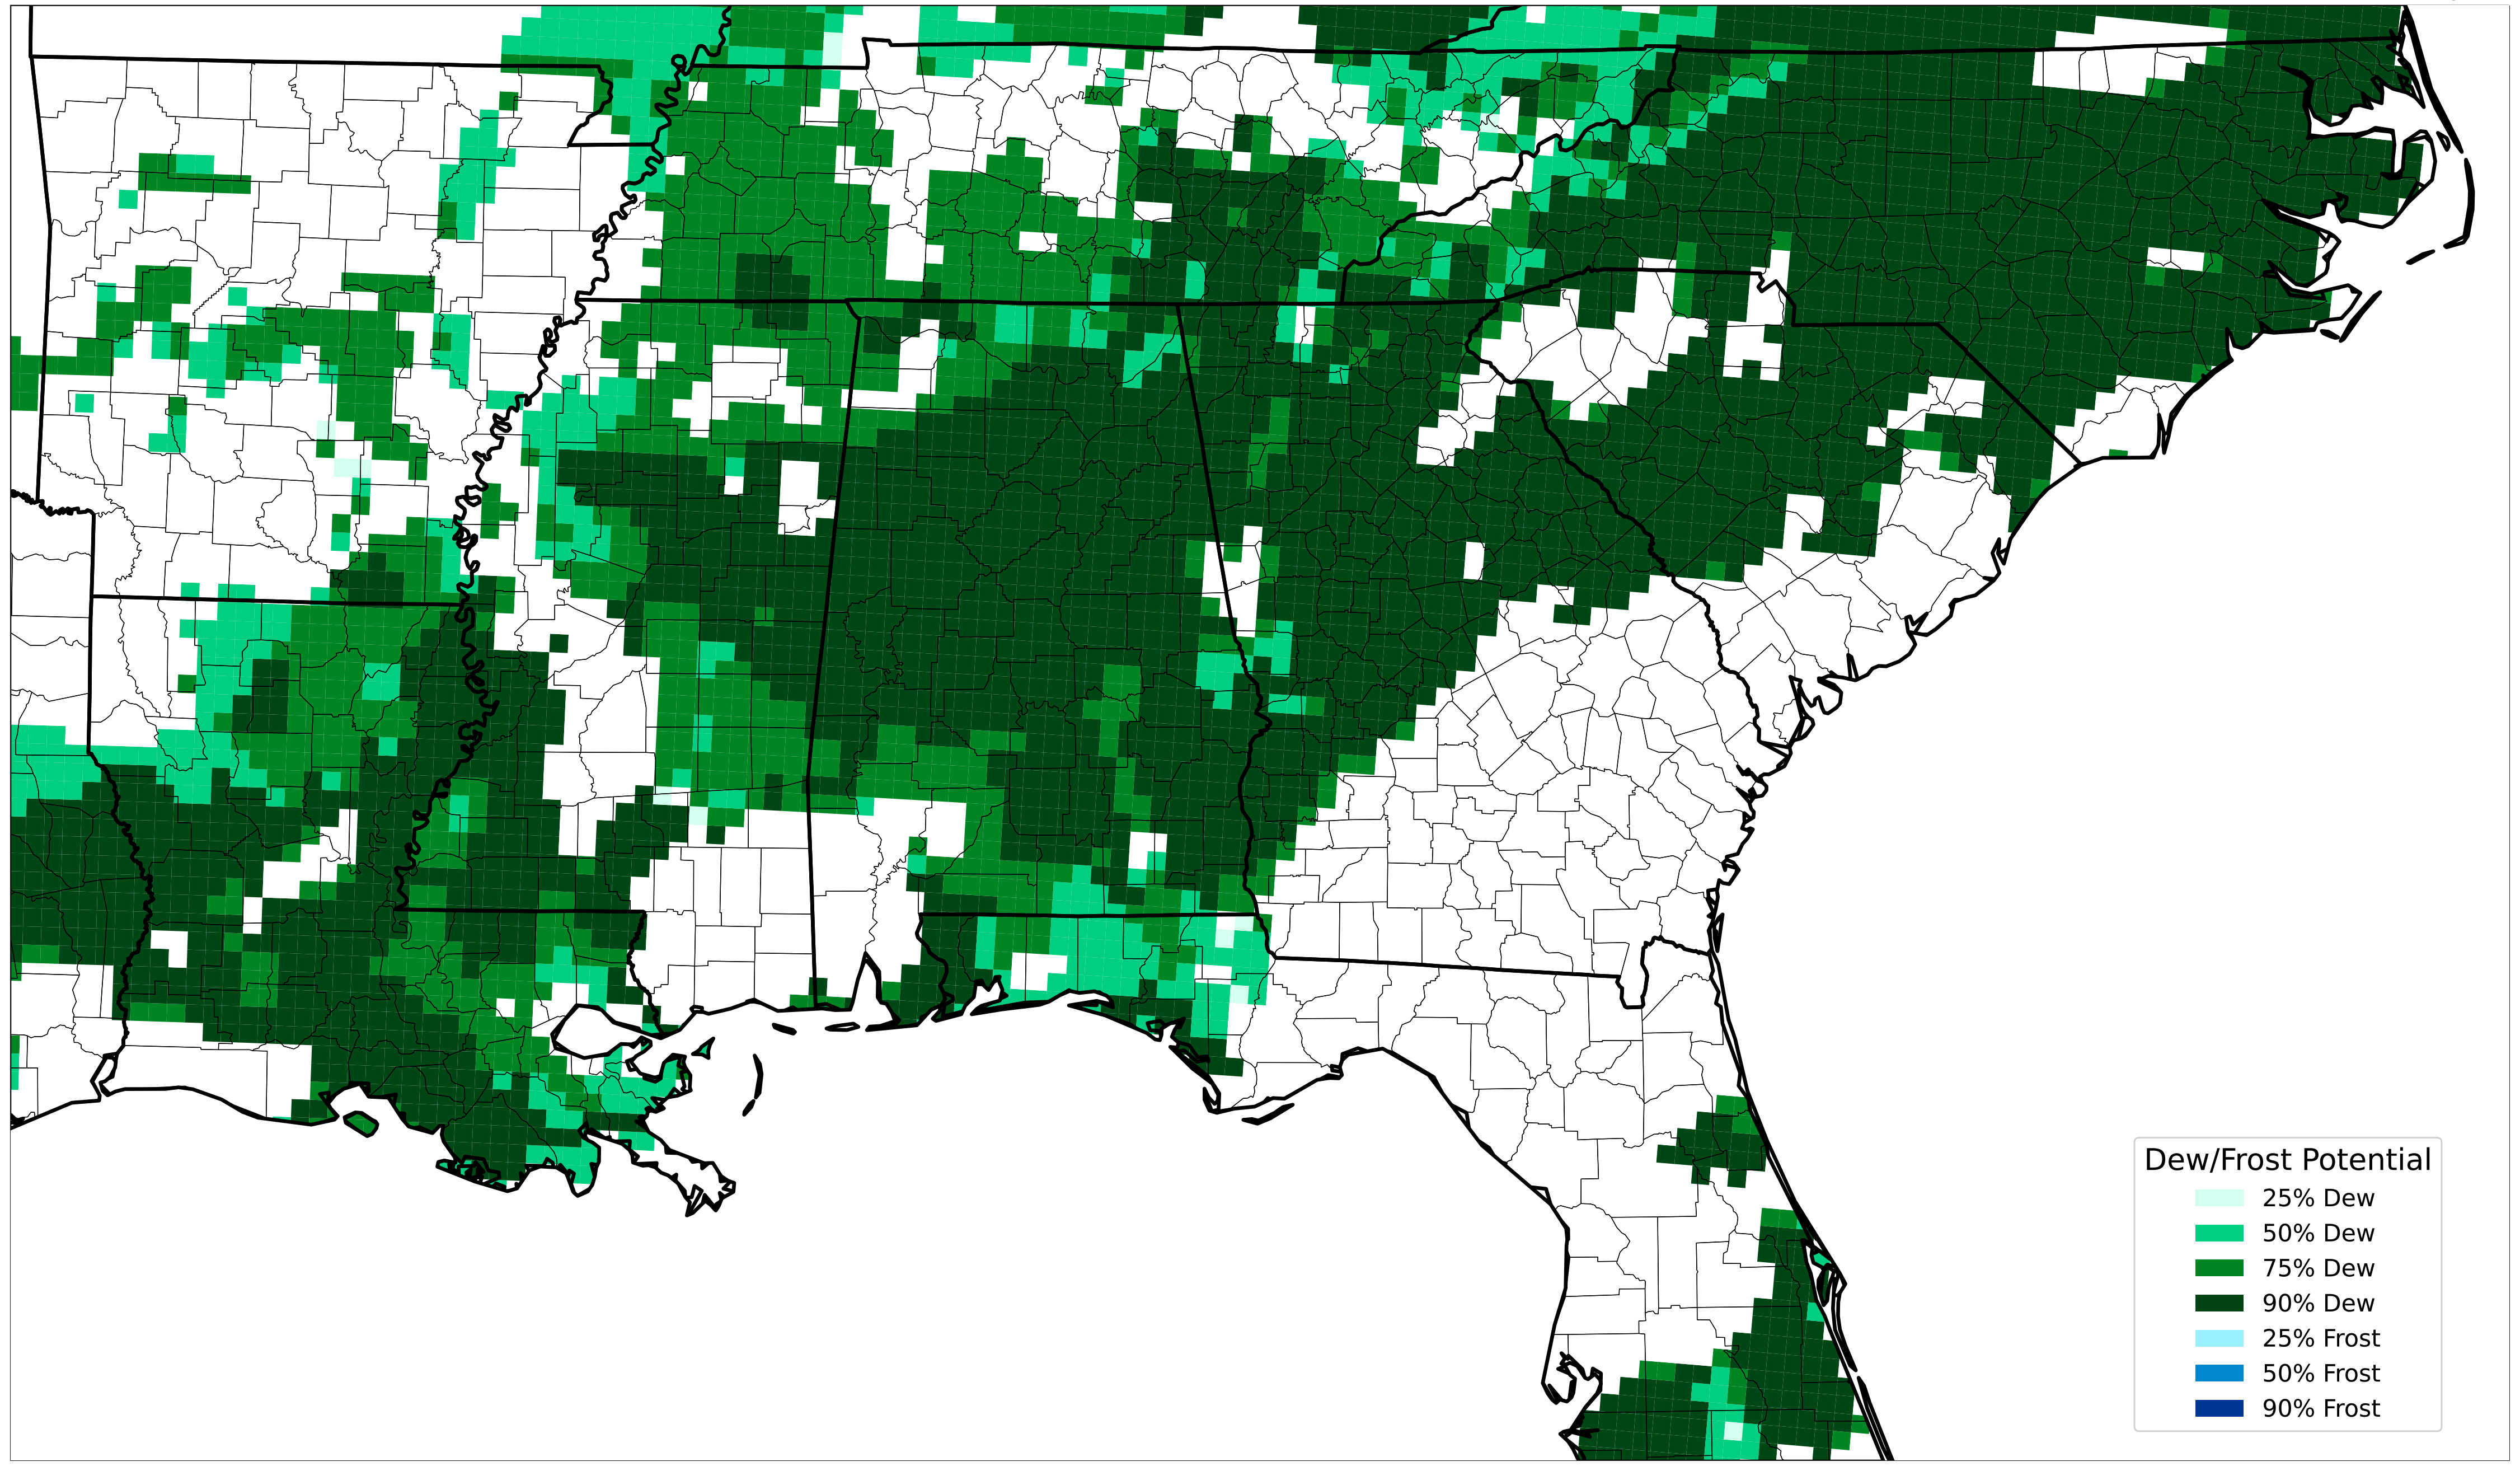 Dew/Frost Potential
25% Dew
50% Dew
75% Dew
90% Dew
25% Frost
50% Frost
90% Frost